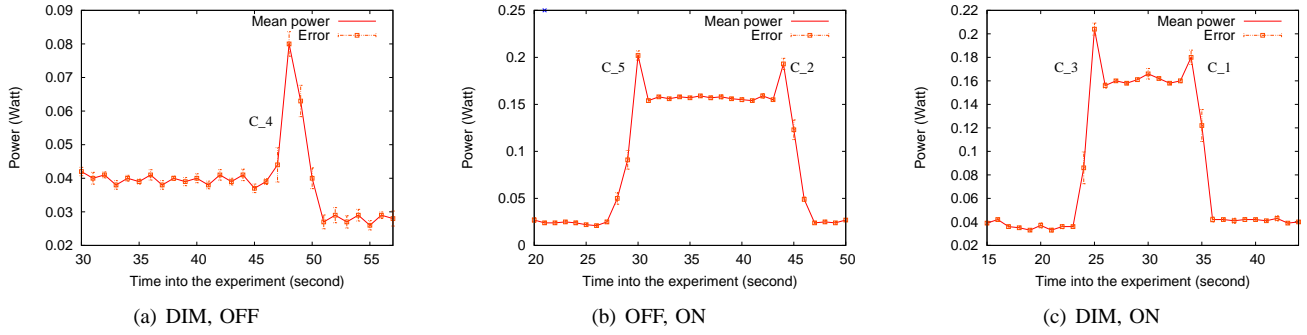 0.09
0.08
0.07
0.06
0.05
0.04
0.03
0.02
30 35 40 45 50 55
Power (Watt)
Time into the experiment (second)
Mean power
Error
C_4
(a) DIM, OFF
0.25
0.2
0.15
0.1
0.05
0
20 25 30 35 40 45 50
Power (Watt)
Time into the experiment (second)
Mean power
Error
C_5
C_2
(b) OFF, ON
0.22
0.2
0.18
0.16
0.14
0.12
0.1
0.08
0.06
0.04
0.02
15 20 25 30 35 40
Power (Watt)
Time into the experiment (second)
Mean power
Error
C_3
C_1
(c) DIM, ON